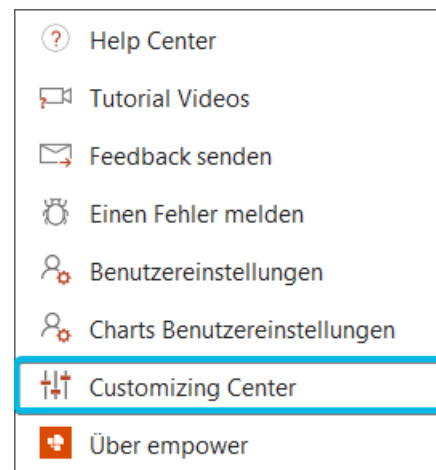 Help Center
Tutorial Videos
Feedback senden
Einen Fehler melden
Benutzereinstellungen
Charts Benutzereinstellungen
Customizing Center
Über empower